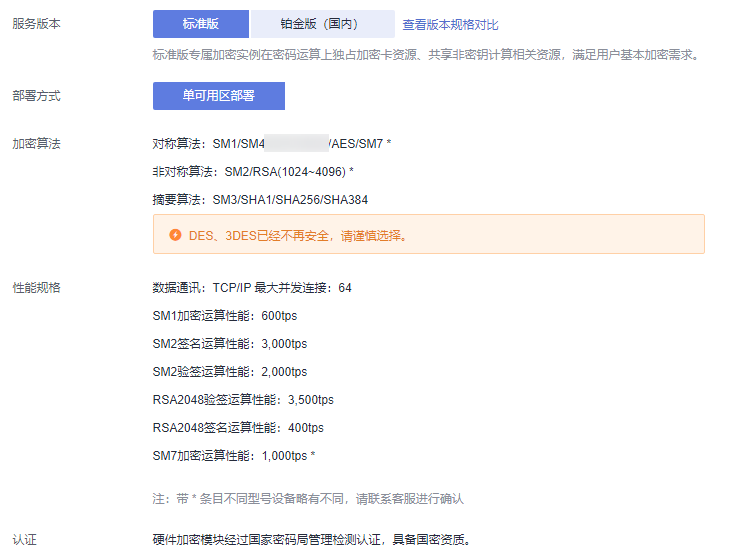 服务版本
标准版 铂金版（国内） 查看版本规格对比
标准版专属加密实例在密码运算上独占加密卡资源、共享非密钥计算相关资源，满足用户基本加密需求。
部署方式
单可用区部署
加密算法
对称算法：SM1/SM4 /AES/SM7 *
非对称算法：SM2/RSA(1024~4096) *
摘要算法：SM3/SHA1/SHA256/SHA384
DES、3DES已经不再安全，请谨慎选择。
性能规格
数据通讯：TCP/IP 最大并发连接：64
SM1加密运算性能：600tps
SM2签名运算性能：3,000tps
SM2验签运算性能：2,000tps
RSA2048验签运算性能：3,500tps
RSA2048签名运算性能：400tps
SM7加密运算性能：1,000tps *
注：带 * 条目不同型号设备略有不同，请联系客服进行确认
认证
硬件加密模块经过国家密码局管理检测认证，具备国密资质。